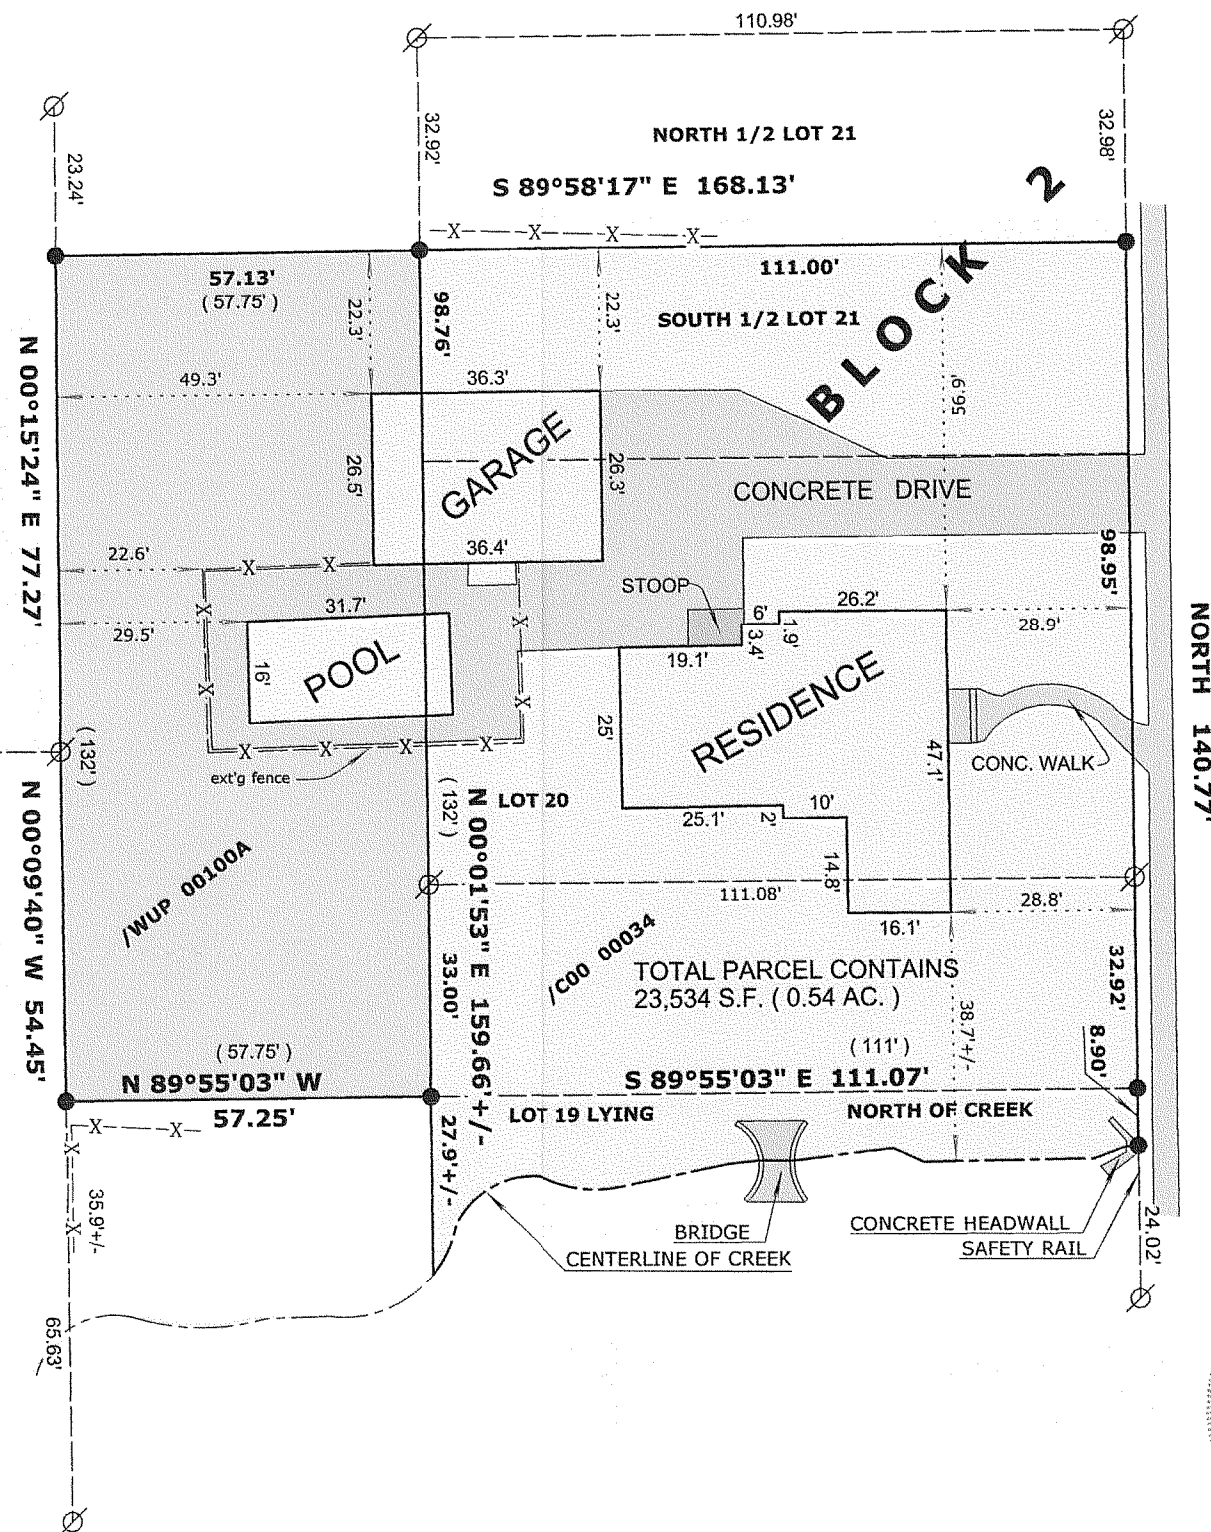 110.98'
32.92'
32.98'
23.24'
NORTH 1/2 LOT 21
S 89°58'17" E 168.13'
BLOCK 2
57.13'
( 57.75' )
111.00'
22.3'
98.76'
22.3'
SOUTH 1/2 LOT 21
56.9'
49.3'
36.3'
N 00°15'24" E 77.27'
26.5'
GARAGE
26.3'
CONCRETE DRIVE
36.4'
98.95'
22.6'
STOOP
31.7'
6'
26.2'
1.9'
3.4'
28.9'
29.5'
19.1'
NORTH 140.77'
16'
POOL
RESIDENCE
25'
47.1'
CONC. WALK
( 132' )
ext'g fence
(132' )
LOT 20
25.1'
2'
10'
N 00°09'40" W 54.45'
N 00°01'53" E 159.66'+/-
14.8'
111.08'
28.8'
16.1'
/WUP 00100A
/C00 00034
33.00'
TOTAL PARCEL CONTAINS
23,534 S.F. ( 0.54 AC. )
38.7'+/-
32.92'
8.90'
( 57.75' )
( 111' )
N 89°55'03" W
57.25'
S 89°55'03" E 111.07'
LOT 19 LYING
NORTH OF CREEK
27.9'+/-
35.9'+/-
BRIDGE
CENTERLINE OF CREEK
CONCRETE HEADWALL
SAFETY RAIL
24.02'
65.63'
X X X X
X X
X X
X X
X X X X
X X
X X